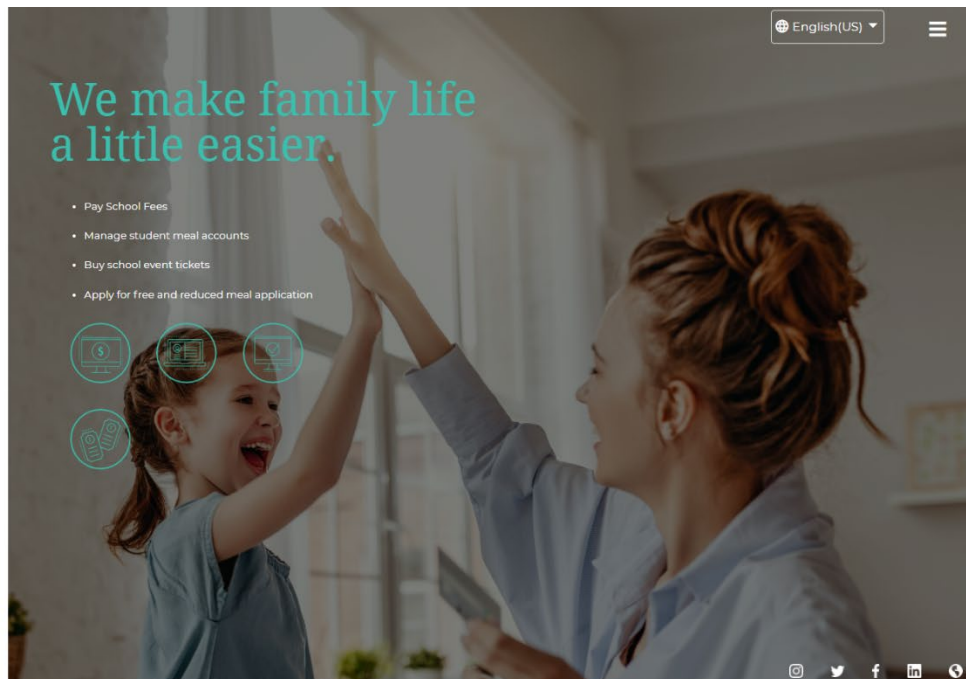 English(US)
We make family life
a little easier.
Pay School Fees
Manage student meal accounts
Buy school event tickets
Apply for free and reduced meal application